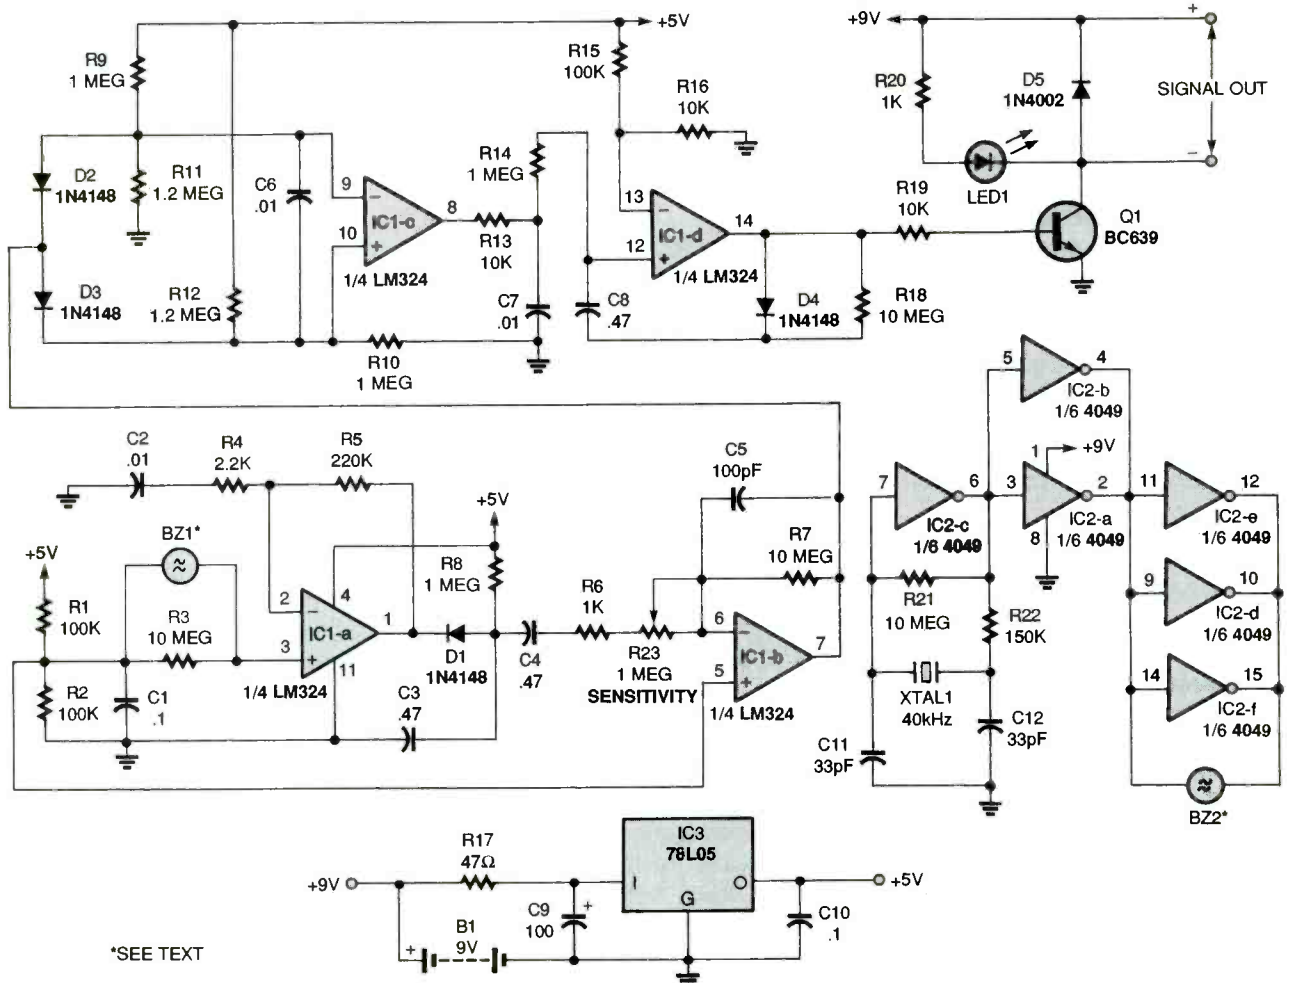 +5V
R9
1 MEG
D2
1N4148
R11
1.2 MEG
D3
1N4148
R12
1.2 MEG
C6
.01
9
10
8
−
+
IC1-c
1/4 LM324
R10
1 MEG
R13
10K
R14
1 MEG
C7
.01
R15
100K
R16
10K
13
12
14
−
+
IC1-d
1/4 LM324
C8
.47
D4
1N4148
R18
10 MEG
R19
10K
+9V
R20
1K
LED1
D5
1N4002
+
SIGNAL OUT
−
Q1
BC639
C2
.01
R4
2.2K
R5
220K
+5V
BZ1*
R1
100K
R3
10 MEG
R2
100K
C1
.1
2
3
4
1
11
−
+
IC1-a
1/4 LM324
+5V
R8
1 MEG
D1
1N4148
C3
.47
C4
.47
R6
1K
R23
1 MEG
SENSITIVITY
C5
100pF
R7
10 MEG
6
5
7
−
+
IC1-b
1/4 LM324
5
4
IC2-b
1/6 4049
7
6
IC2-c
1/6 4049
3
1
+9V
2
8
IC2-a
1/6 4049
11
12
IC2-e
1/6 4049
9
10
IC2-d
1/6 4049
14
15
IC2-f
1/6 4049
R21
10 MEG
R22
150K
XTAL1
40kHz
C11
33pF
C12
33pF
BZ2*
+9V
R17
47Ω
IC3
78L05
I
O
G
+5V
C9
100
+
C10
.1
B1
9V
+
*SEE TEXT